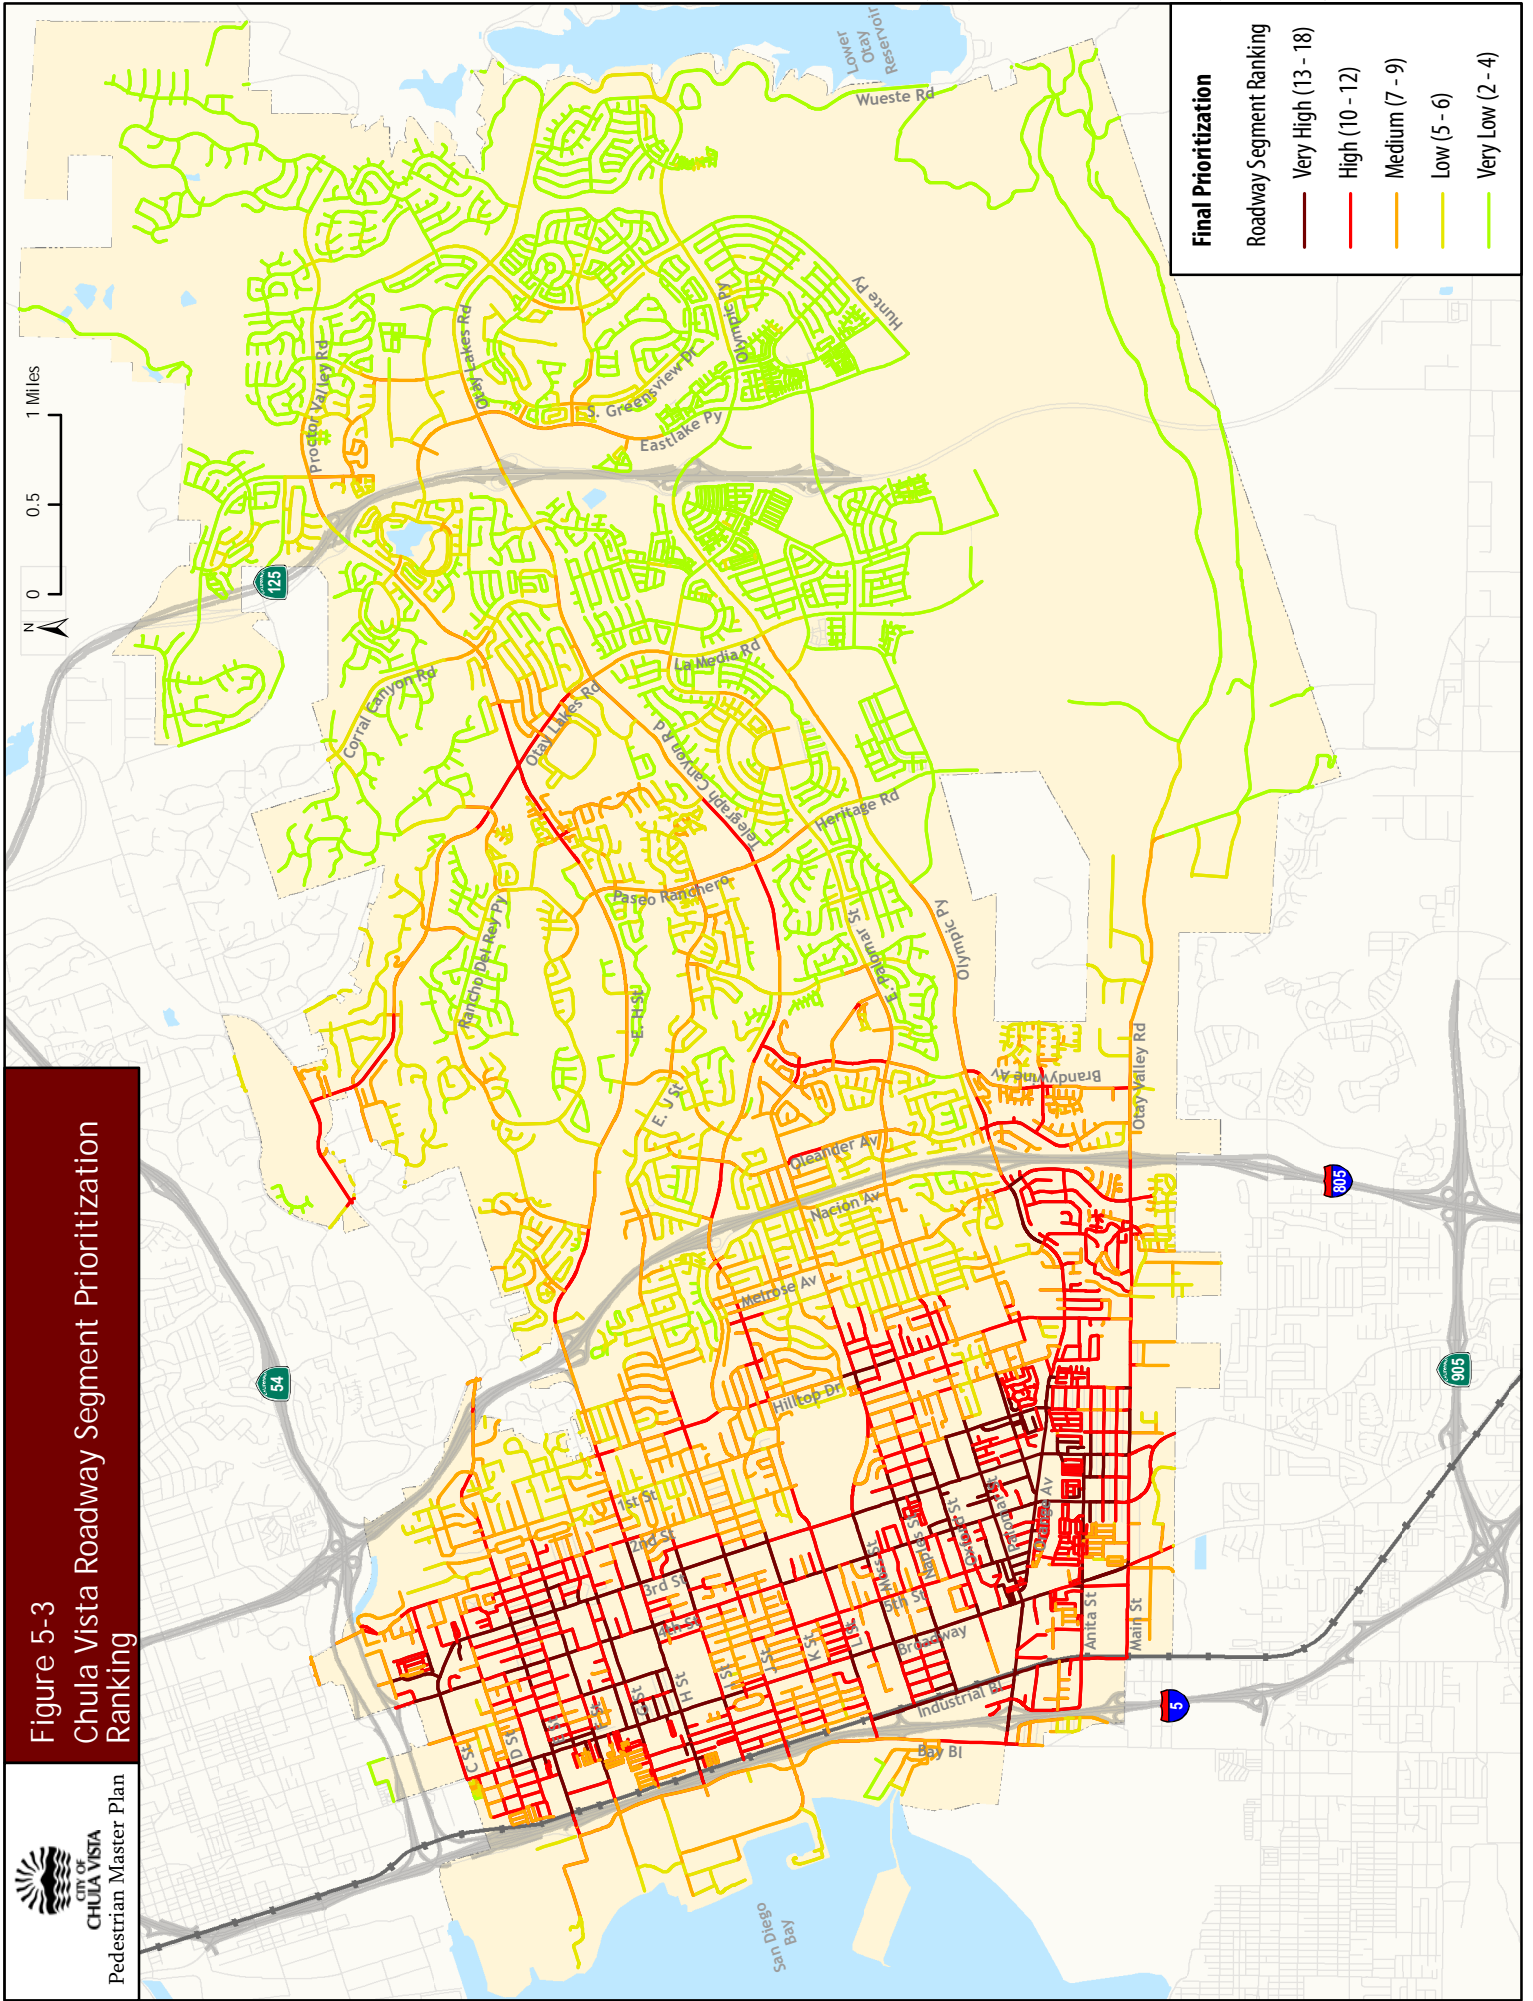 Figure 5-3
Chula Vista Roadway Segment Prioritization
Ranking
CITY OF
CHULA VISTA
Pedestrian Master Plan
N
0
0.5
1 Miles
Final Prioritization
Roadway Segment Ranking
Very High (13 - 18)
High (10 - 12)
Medium (7 - 9)
Low (5 - 6)
Very Low (2 - 4)
54
125
805
905
5
Lower
Otay
Reservoir
Wueste Rd
Proctor Valley Rd
Otay Lakes Rd
Hunte Py
Olympic Py
S. Greensview Dr
Eastlake Py
Corral Canyon Rd
Otay Lakes Rd
La Media Rd
Telegraph Canyon Rd
Heritage Rd
Rancho Del Rey Py
Paseo Ranchero
E. Palomar St
Olympic Py
E. H St
E. J St
Brandywine Av
Otay Valley Rd
Oleander Av
Nacion Av
Melrose Av
Hilltop Dr
1st St
2nd St
3rd St
4th St
5th St
Moss St
Naples St
Oxford St
Palomar St
Orange Av
Anita St
Main St
Broadway
Industrial Bl
Bay Bl
C St
D St
E St
F St
G St
H St
I St
J St
K St
L St
San Diego
Bay